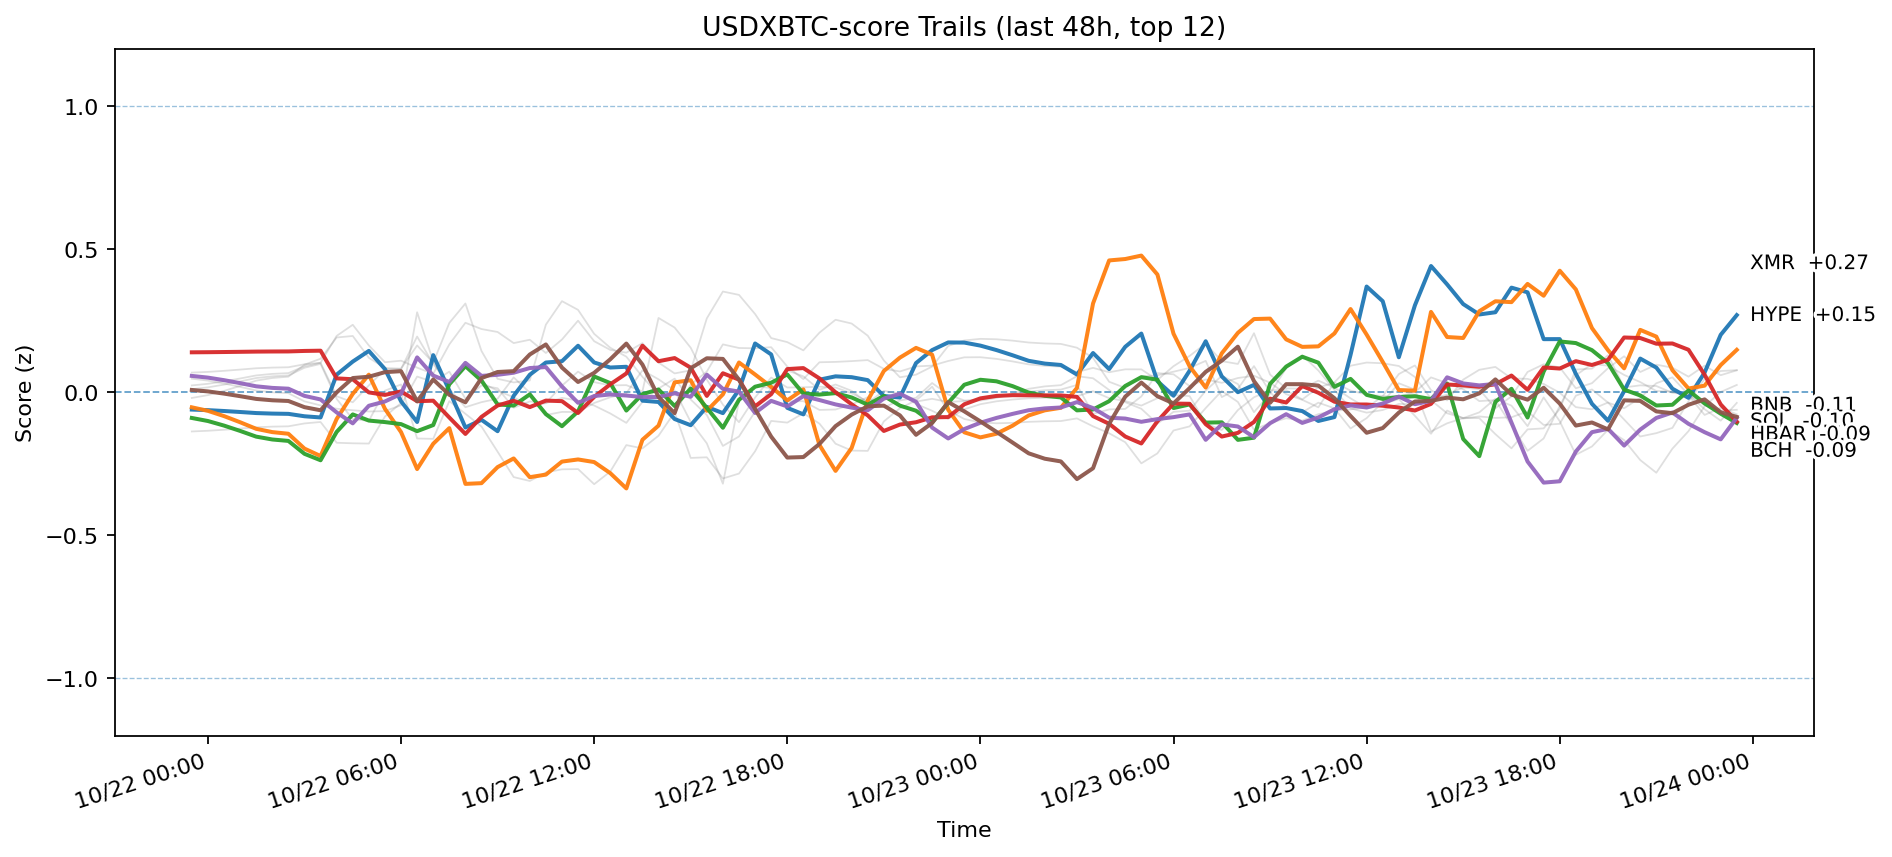 USDXBTC-score Trails (last 48h, top 12)
Score (z)
1.0
0.5
0.0
−0.5
−1.0
XMR +0.27
HYPE +0.15
BNB -0.11
SOL -0.10
HBAR -0.09
BCH -0.09
10/22 00:00
10/22 06:00
10/22 12:00
10/22 18:00
10/23 00:00
10/23 06:00
10/23 12:00
10/23 18:00
10/24 00:00
Time